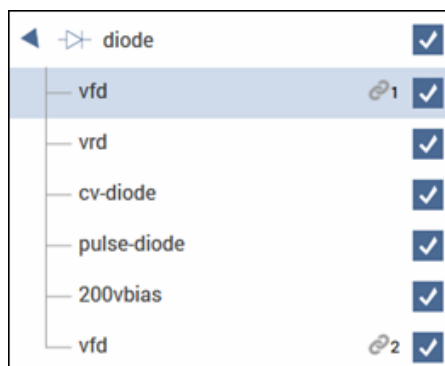 diode
vfd 1
vrd
cv-diode
pulse-diode
200vbias
vfd 2